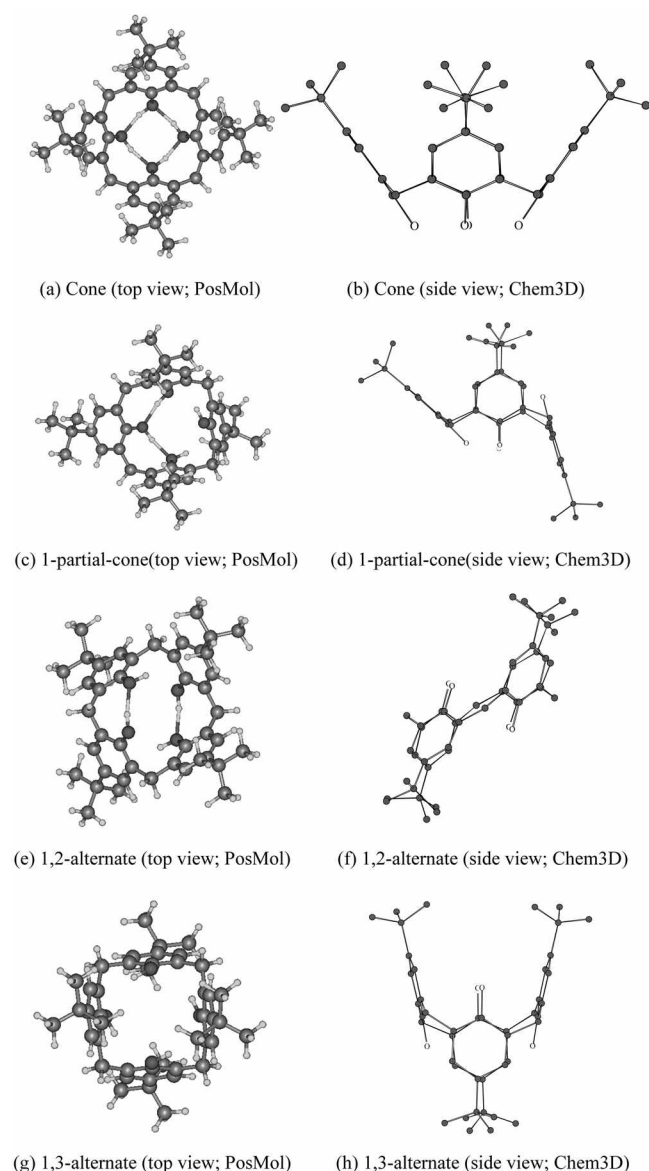 O O O
(a) Cone (top view; PosMol) (b) Cone (side view; Chem3D)
O
O O
(c) 1-partial-cone(top view; PosMol) (d) 1-partial-cone(side view; Chem3D)
O
O
(e) 1,2-alternate (top view; PosMol) (f) 1,2-alternate (side view; Chem3D)
O
O O
(g) 1,3-alternate (top view; PosMol) (h) 1,3-alternate (side view; Chem3D)